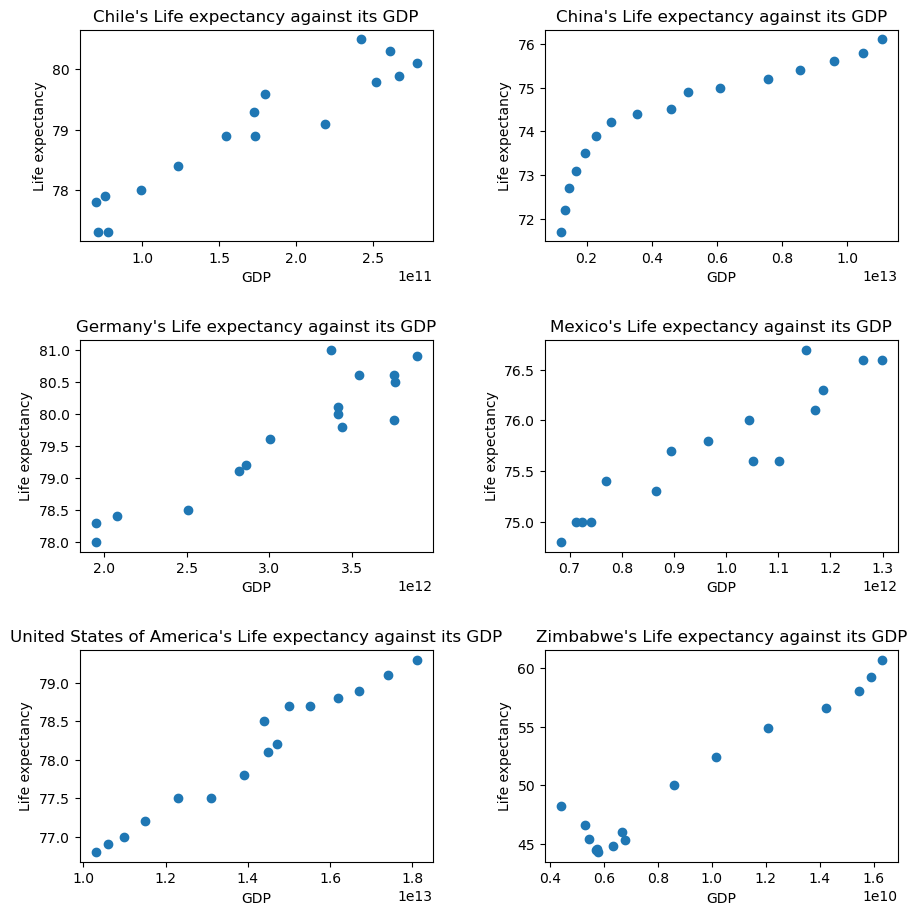 Chile's Life expectancy against its GDP
Life expectancy
80
79
78
1.0 1.5 2.0 2.5
1e11
GDP
China's Life expectancy against its GDP
Life expectancy
76
75
74
73
72
0.2 0.4 0.6 0.8 1.0
1e13
GDP
Germany's Life expectancy against its GDP
Life expectancy
81.0
80.5
80.0
79.5
79.0
78.5
78.0
2.0 2.5 3.0 3.5
1e12
GDP
Mexico's Life expectancy against its GDP
Life expectancy
76.5
76.0
75.5
75.0
0.7 0.8 0.9 1.0 1.1 1.2 1.3
1e12
GDP
United States of America's Life expectancy against its GDP
Life expectancy
79.0
78.5
78.0
77.5
77.0
1.0 1.2 1.4 1.6 1.8
1e13
GDP
Zimbabwe's Life expectancy against its GDP
Life expectancy
60
55
50
45
0.4 0.6 0.8 1.0 1.2 1.4 1.6
1e10
GDP